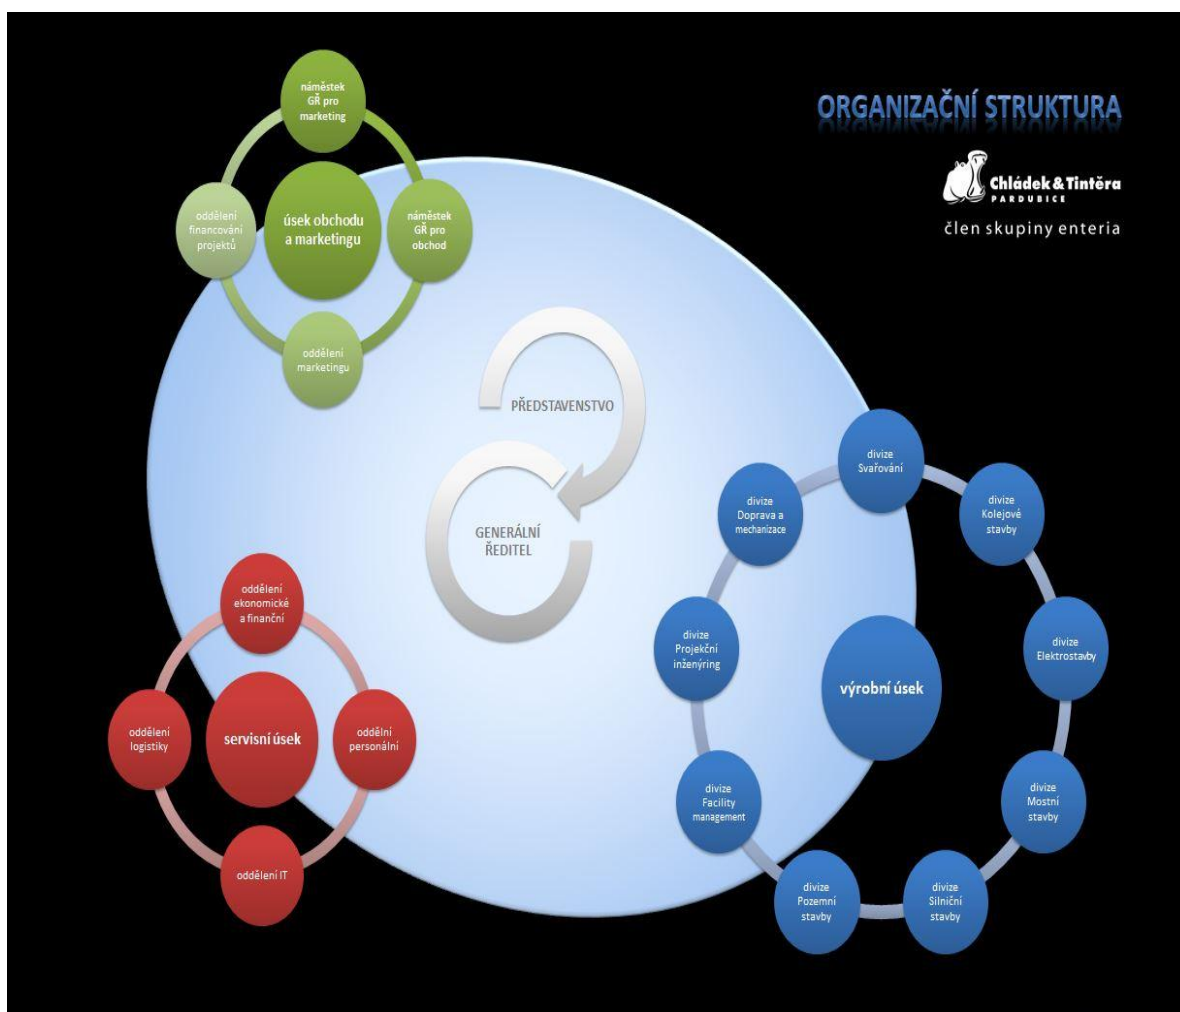 ORGANIZAČNÍ STRUKTURA
Chládek & Tintěra
PARDUBICE
člen skupiny enteria
náměstek
GŘ pro
marketing
úsek obchodu
a marketingu
náměstek
GŘ pro
obchod
oddělení
financování
projektů
oddělení
marketingu
PŘEDSTAVENSTVO
GENERÁLNÍ
ŘEDITEL
divize
Svařování
divize
Kolejové
stavby
divize
Elektrostavby
divize
Mostní
stavby
divize
Silniční
stavby
divize
Pozemní
stavby
divize
Facility
management
divize
Projekční
inženýring
divize
Doprava a
mechanizace
výrobní úsek
oddělení
ekonomické
a finanční
oddělní
personální
oddělení IT
oddělení
logistiky
servisní úsek